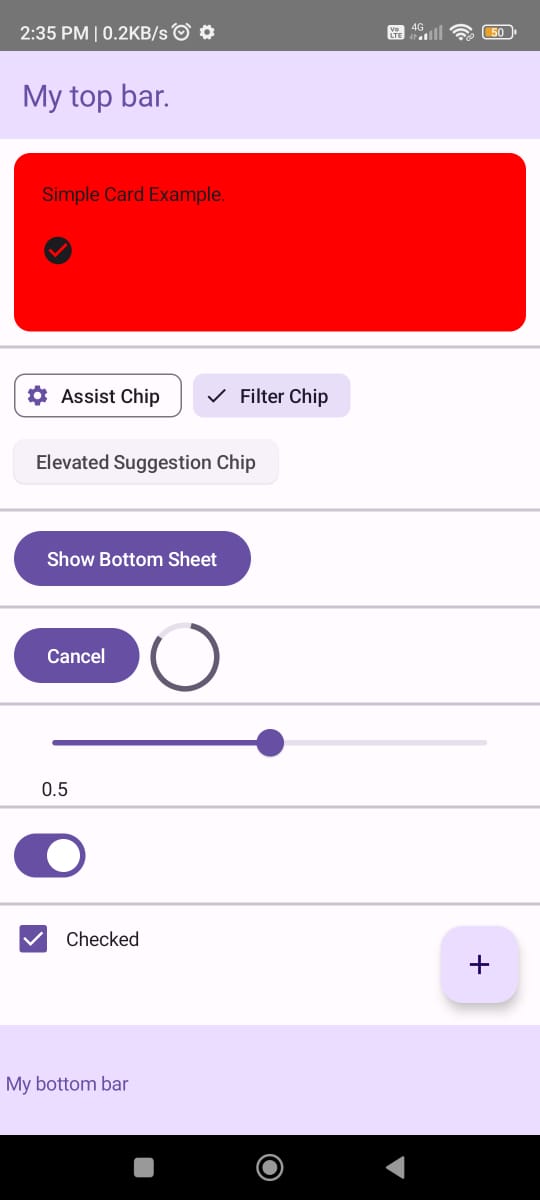 2:35 PM | 0.2KB/s
Vo LTE 4G 50
My top bar.
Simple Card Example.
Assist Chip
Filter Chip
Elevated Suggestion Chip
Show Bottom Sheet
Cancel
0.5
Checked
+
My bottom bar